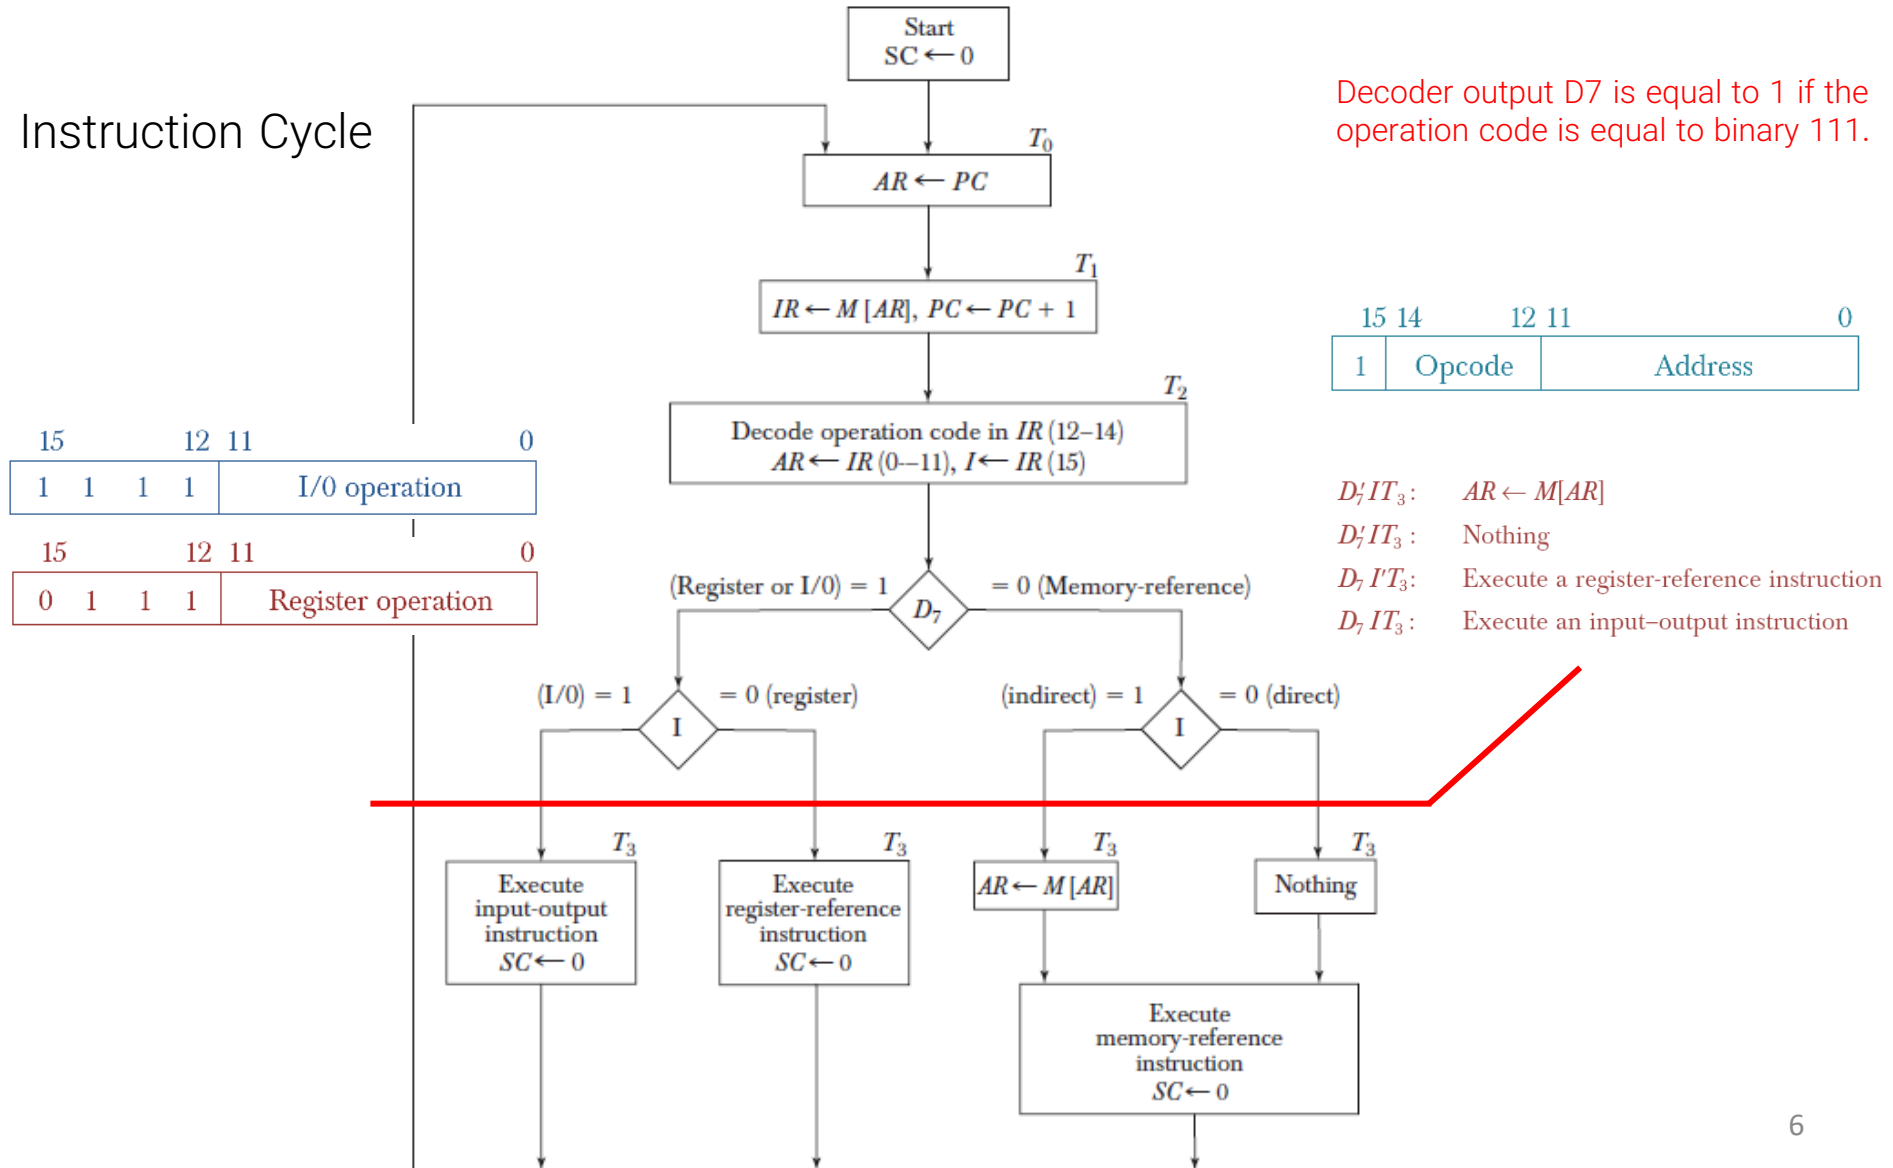 Instruction Cycle
Start
SC ← 0
Decoder output D7 is equal to 1 if the
operation code is equal to binary 111.
T₀
AR ← PC
T₁
IR ← M [AR], PC ← PC + 1
15 14 12 11 0
1 Opcode Address
T₂
Decode operation code in IR (12–14)
AR ← IR (0-–11), I ← IR (15)
15 12 11 0
1 1 1 1 I/0 operation
15 12 11 0
0 1 1 1 Register operation
D₇′IT₃: AR ← M[AR]
D₇′IT₃: Nothing
D₇I′T₃: Execute a register-reference instruction
D₇IT₃: Execute an input–output instruction
(Register or I/0) = 1
D₇
= 0 (Memory-reference)
(I/0) = 1
I
= 0 (register)
(indirect) = 1
I
= 0 (direct)
T₃
Execute
input-output
instruction
SC ← 0
T₃
Execute
register-reference
instruction
SC ← 0
T₃
AR ← M [AR]
T₃
Nothing
Execute
memory-reference
instruction
SC ← 0
6